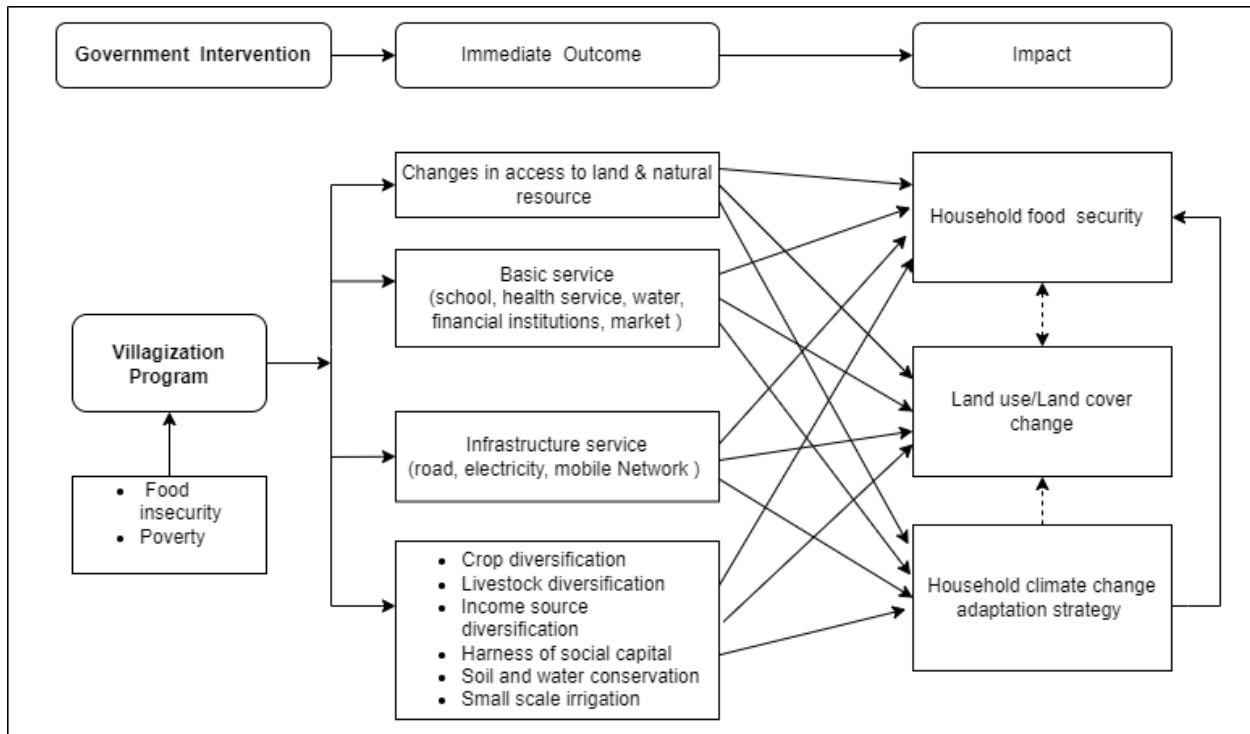 Government Intervention
Immediate Outcome
Impact
Changes in access to land & natural
resource
Basic service
(school, health service, water,
financial institutions, market )
Villagization
Program
Infrastructure service
(road, electricity, mobile Network )
• Food
insecurity
• Poverty
• Crop diversification
• Livestock diversification
• Income source
diversification
• Harness of social capital
• Soil and water conservation
• Small scale irrigation
Household food security
Land use/Land cover
change
Household climate change
adaptation strategy